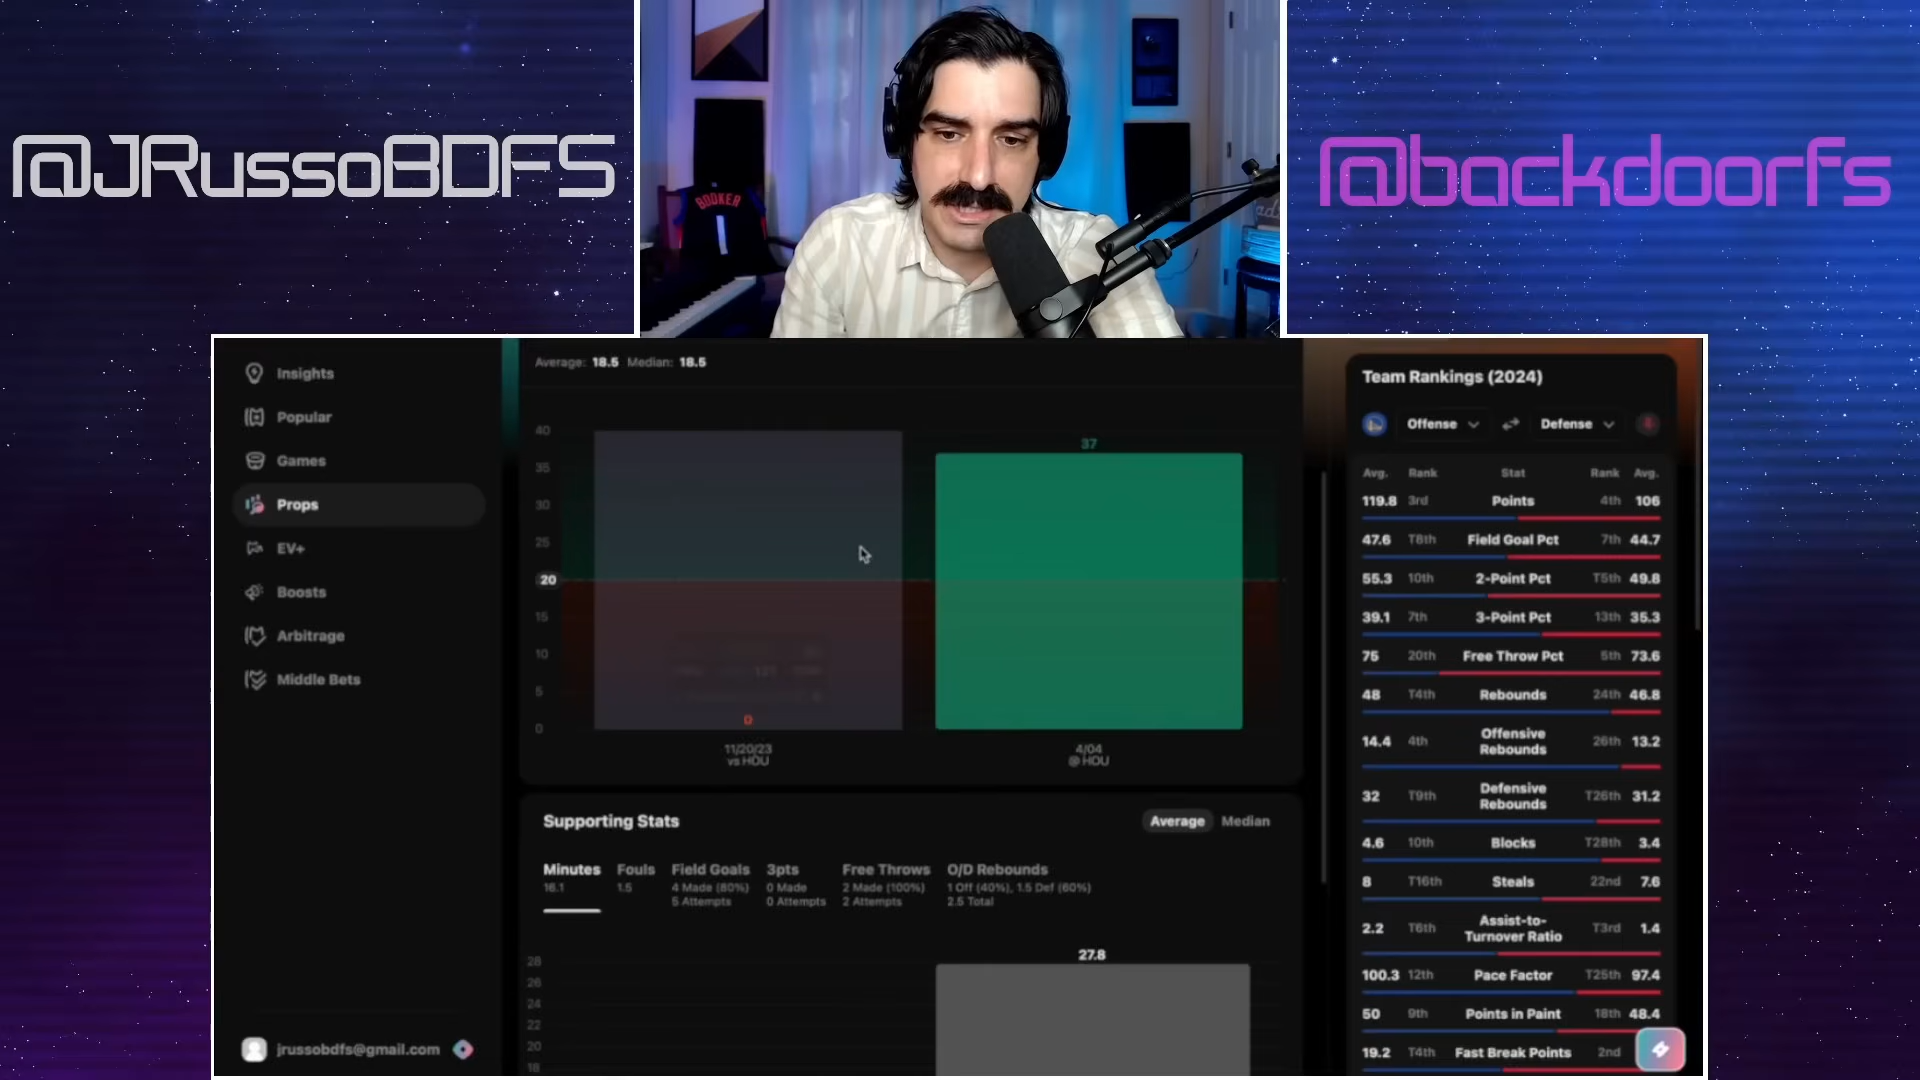 @JRussoBDFS
BOOKER
1
@backdoorfs
Insights
Popular
Games
Props
EV+
Boosts
Arbitrage
Middle Bets
jrussobdfs@gmail.com
Average: 18.5 Median: 18.5
40
35
30
25
20
15
10
5
0
37
0
11/20/23
vs HOU
4/04
@ HOU
Supporting Stats
Average Median
Minutes Fouls Field Goals 3pts Free Throws O/D Rebounds
16.1 1.5 4 Made (80%) 0 Made 2 Made (100%) 1 Off (40%), 1.5 Def (60%)
5 Attempts 0 Attempts 2 Attempts 2.5 Total
27.8
28
26
24
22
20
18
Team Rankings (2024)
Offense Defense
Avg. Rank Stat Rank Avg.
119.8 3rd Points 4th 106
47.6 T8th Field Goal Pct 7th 44.7
55.3 10th 2-Point Pct T5th 49.8
39.1 7th 3-Point Pct 13th 35.3
75 20th Free Throw Pct 5th 73.6
48 T4th Rebounds 24th 46.8
14.4 4th Offensive Rebounds 26th 13.2
32 T9th Defensive Rebounds T26th 31.2
4.6 10th Blocks T28th 3.4
8 T16th Steals 22nd 7.6
2.2 T6th Assist-to-Turnover Ratio T3rd 1.4
100.3 12th Pace Factor T25th 97.4
50 9th Points in Paint 18th 48.4
19.2 T4th Fast Break Points 2nd